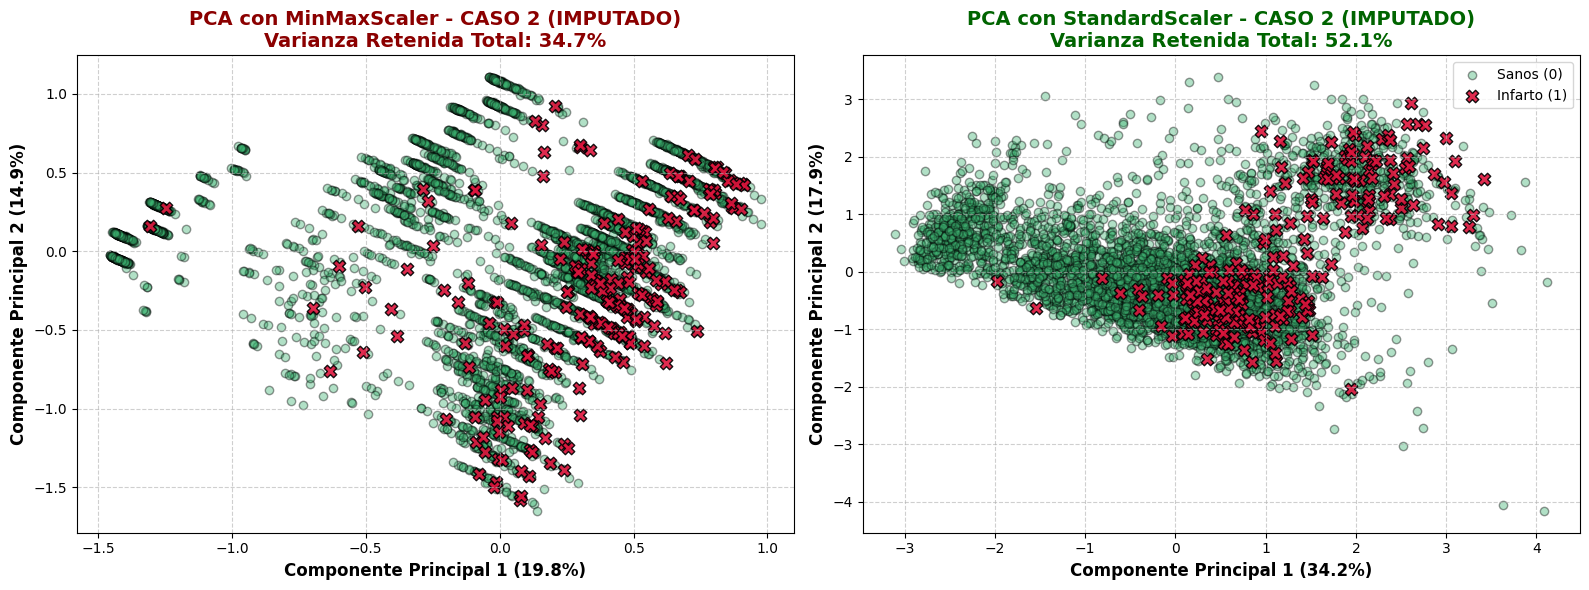 PCA con MinMaxScaler - CASO 2 (IMPUTADO)
Varianza Retenida Total: 34.7%
Componente Principal 2 (14.9%)
1.0
0.5
0.0
−0.5
−1.0
−1.5
−1.5 −1.0 −0.5 0.0 0.5 1.0
Componente Principal 1 (19.8%)
PCA con StandardScaler - CASO 2 (IMPUTADO)
Varianza Retenida Total: 52.1%
Sanos (0)
Infarto (1)
Componente Principal 2 (17.9%)
3
2
1
0
−1
−2
−3
−4
−3 −2 −1 0 1 2 3 4
Componente Principal 1 (34.2%)